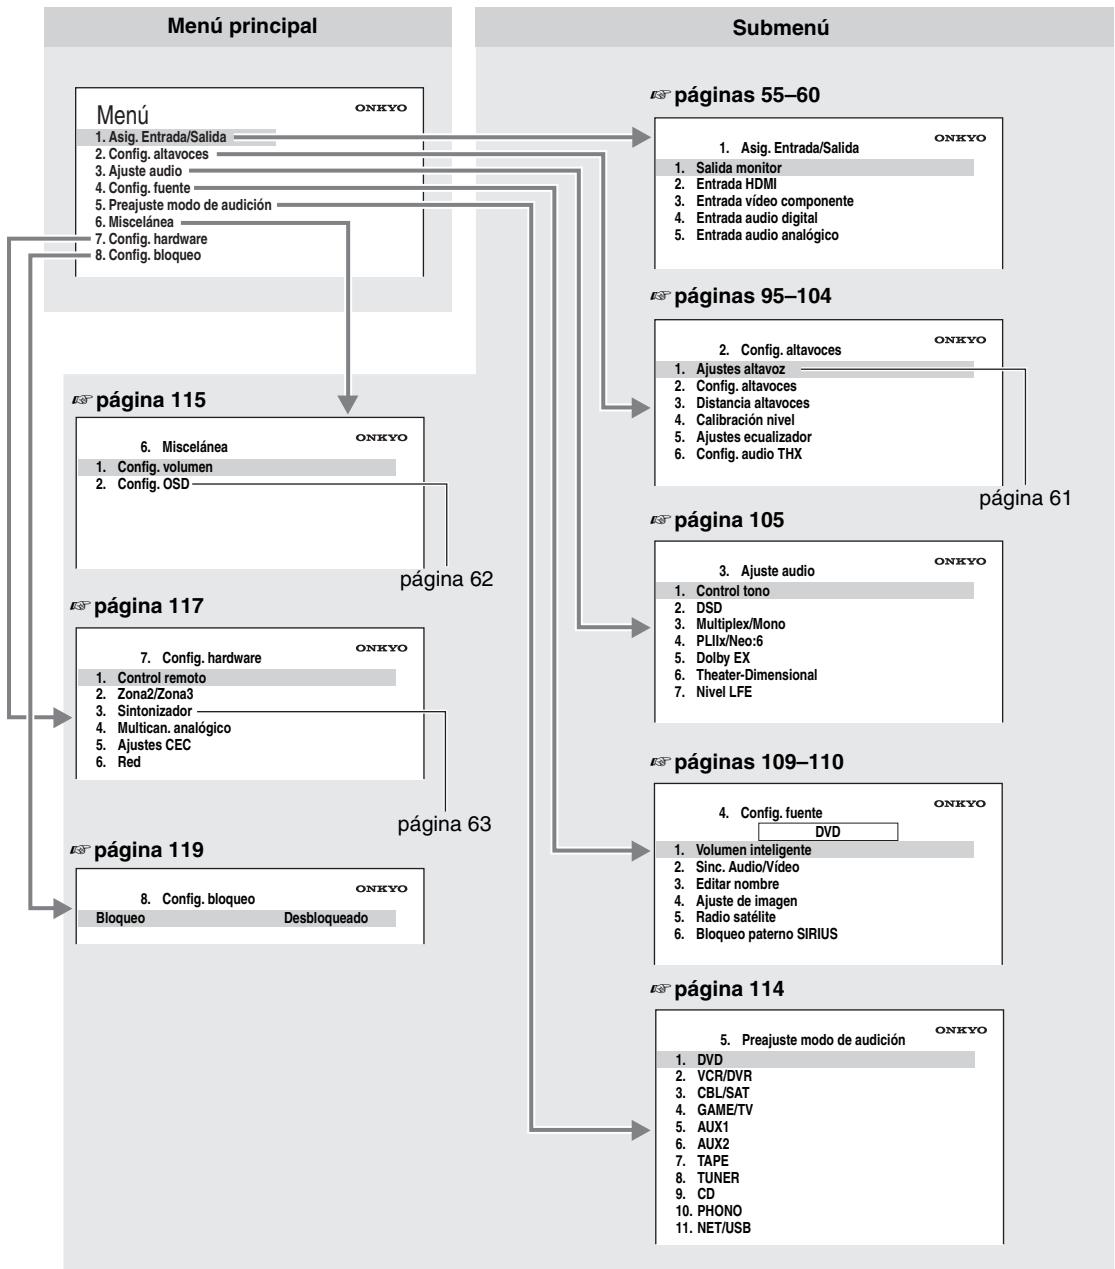 Menú principal
Menú
ONKYO
1. Asig. Entrada/Salida
2. Config. altavoces
3. Ajuste audio
4. Config. fuente
5. Preajuste modo de audición
6. Miscelánea
7. Config. hardware
8. Config. bloqueo
☞ página 115
ONKYO
6. Miscelánea
1. Config. volumen
2. Config. OSD
página 62
☞ página 117
ONKYO
7. Config. hardware
1. Control remoto
2. Zona2/Zona3
3. Sintonizador
4. Multican. analógico
5. Ajustes CEC
6. Red
página 63
☞ página 119
ONKYO
8. Config. bloqueo
Bloqueo Desbloqueado
Submenú
☞ páginas 55–60
ONKYO
1. Asig. Entrada/Salida
1. Salida monitor
2. Entrada HDMI
3. Entrada vídeo componente
4. Entrada audio digital
5. Entrada audio analógico
☞ páginas 95–104
ONKYO
2. Config. altavoces
1. Ajustes altavoz
2. Config. altavoces
3. Distancia altavoces
4. Calibración nivel
5. Ajustes ecualizador
6. Config. audio THX
página 61
☞ página 105
ONKYO
3. Ajuste audio
1. Control tono
2. DSD
3. Multiplex/Mono
4. PLIIx/Neo:6
5. Dolby EX
6. Theater-Dimensional
7. Nivel LFE
☞ páginas 109–110
ONKYO
4. Config. fuente
DVD
1. Volumen inteligente
2. Sinc. Audio/Vídeo
3. Editar nombre
4. Ajuste de imagen
5. Radio satélite
6. Bloqueo paterno SIRIUS
☞ página 114
ONKYO
5. Preajuste modo de audición
1. DVD
2. VCR/DVR
3. CBL/SAT
4. GAME/TV
5. AUX1
6. AUX2
7. TAPE
8. TUNER
9. CD
10. PHONO
11. NET/USB